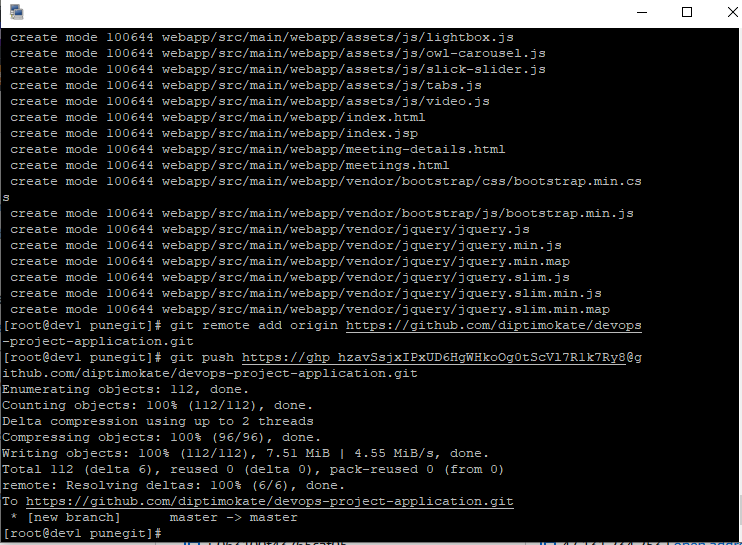 create mode 100644 webapp/src/main/webapp/assets/js/lightbox.js
create mode 100644 webapp/src/main/webapp/assets/js/owl-carousel.js
create mode 100644 webapp/src/main/webapp/assets/js/slick-slider.js
create mode 100644 webapp/src/main/webapp/assets/js/tabs.js
create mode 100644 webapp/src/main/webapp/assets/js/video.js
create mode 100644 webapp/src/main/webapp/index.html
create mode 100644 webapp/src/main/webapp/index.jsp
create mode 100644 webapp/src/main/webapp/meeting-details.html
create mode 100644 webapp/src/main/webapp/meetings.html
create mode 100644 webapp/src/main/webapp/vendor/bootstrap/css/bootstrap.min.cs
s
create mode 100644 webapp/src/main/webapp/vendor/bootstrap/js/bootstrap.min.js
create mode 100644 webapp/src/main/webapp/vendor/jquery/jquery.js
create mode 100644 webapp/src/main/webapp/vendor/jquery/jquery.min.js
create mode 100644 webapp/src/main/webapp/vendor/jquery/jquery.min.map
create mode 100644 webapp/src/main/webapp/vendor/jquery/jquery.slim.js
create mode 100644 webapp/src/main/webapp/vendor/jquery/jquery.slim.min.js
create mode 100644 webapp/src/main/webapp/vendor/jquery/jquery.slim.min.map
[root@dev1 punegit]# git remote add origin https://github.com/diptimokate/devops
-project-application.git
[root@dev1 punegit]# git push https://@g
ithub.com/diptimokate/devops-project-application.git
Enumerating objects: 112, done.
Counting objects: 100% (112/112), done.
Delta compression using up to 2 threads
Compressing objects: 100% (96/96), done.
Writing objects: 100% (112/112), 7.51 MiB | 4.55 MiB/s, done.
Total 112 (delta 6), reused 0 (delta 0), pack-reused 0 (from 0)
remote: Resolving deltas: 100% (6/6), done.
To https://github.com/diptimokate/devops-project-application.git
* [new branch] master -> master
[root@dev1 punegit]#